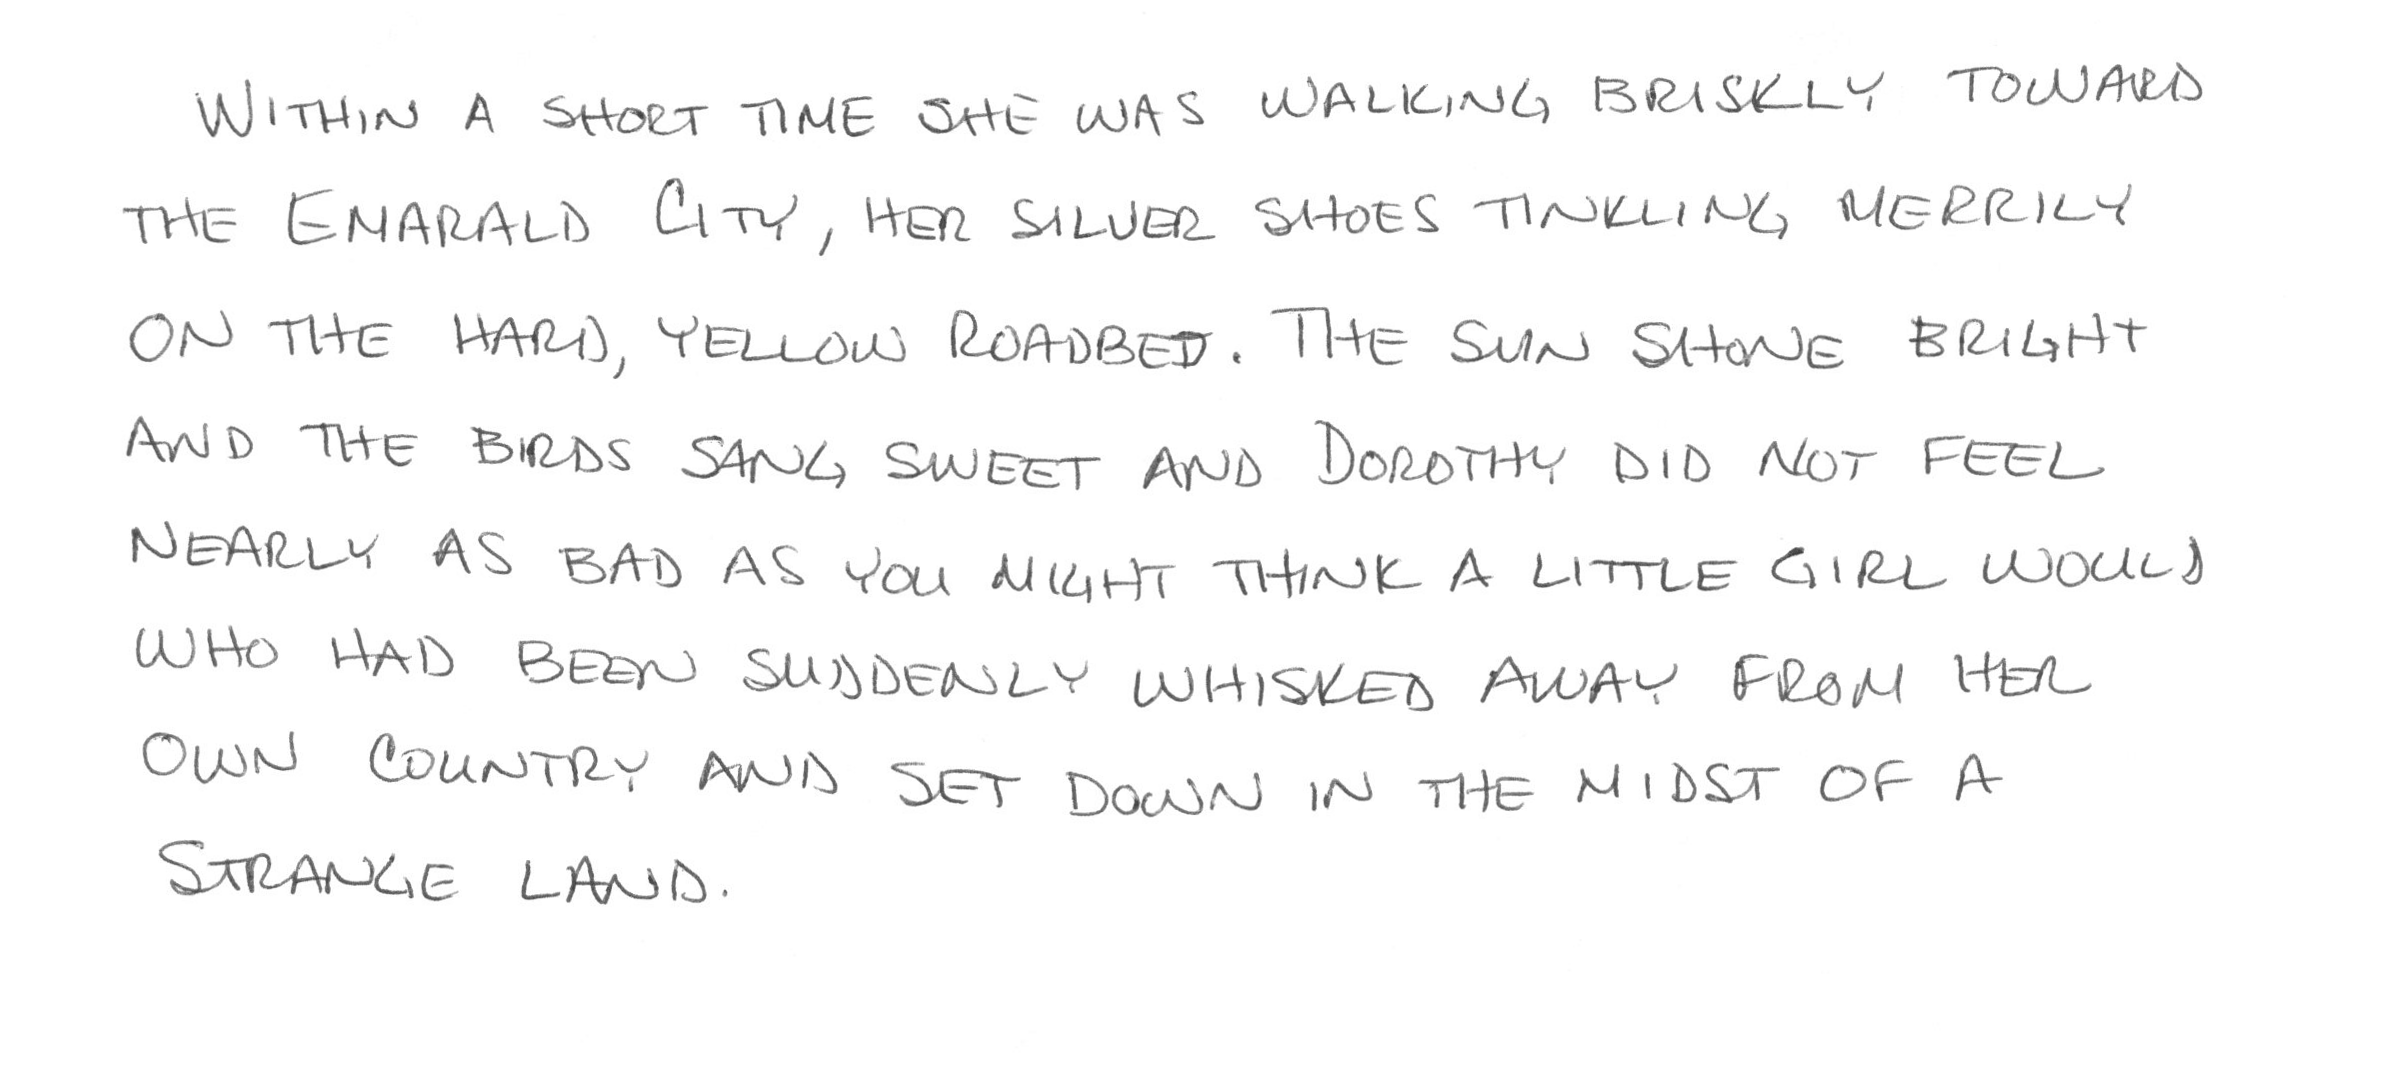 WITHIN A SHORT TIME SHE WAS WALKING BRISKLY TOWARD
THE EMARALD CITY, HER SILVER SHOES TINKLING MERRILY
ON THE HARD, YELLOW ROADBED. THE SUN SHONE BRIGHT
AND THE BIRDS SANG SWEET AND DOROTHY DID NOT FEEL
NEARLY AS BAD AS YOU MIGHT THINK A LITTLE GIRL WOULD
WHO HAD BEEN SUDDENLY WHISKED AWAY FROM HER
OWN COUNTRY AND SET DOWN IN THE MIDST OF A
STRANGE LAND.